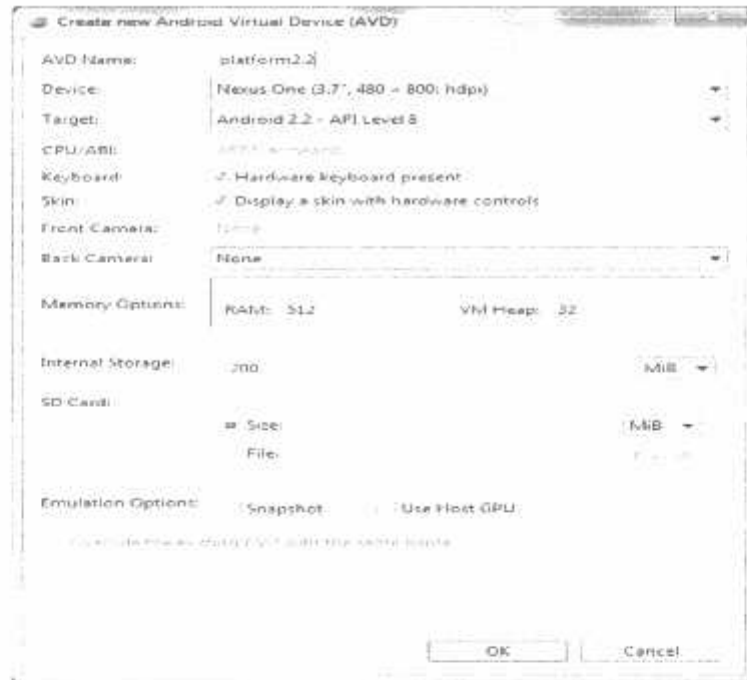 Create new Android Virtual Device (AVD)
AVD Name: platform2.2
Device: Nexus One (3.7", 480 × 800: hdpi)
Target: Android 2.2 - API Level 8
CPU/ABI:
Keyboard: Hardware keyboard present
Skin: Display a skin with hardware controls
Front Camera: None
Back Camera: None
Memory Options: RAM: 512 VM Heap: 32
Internal Storage: 200 MiB
SD Card:
Size: MiB
File:
Emulation Options: Snapshot Use Host GPU
OK Cancel